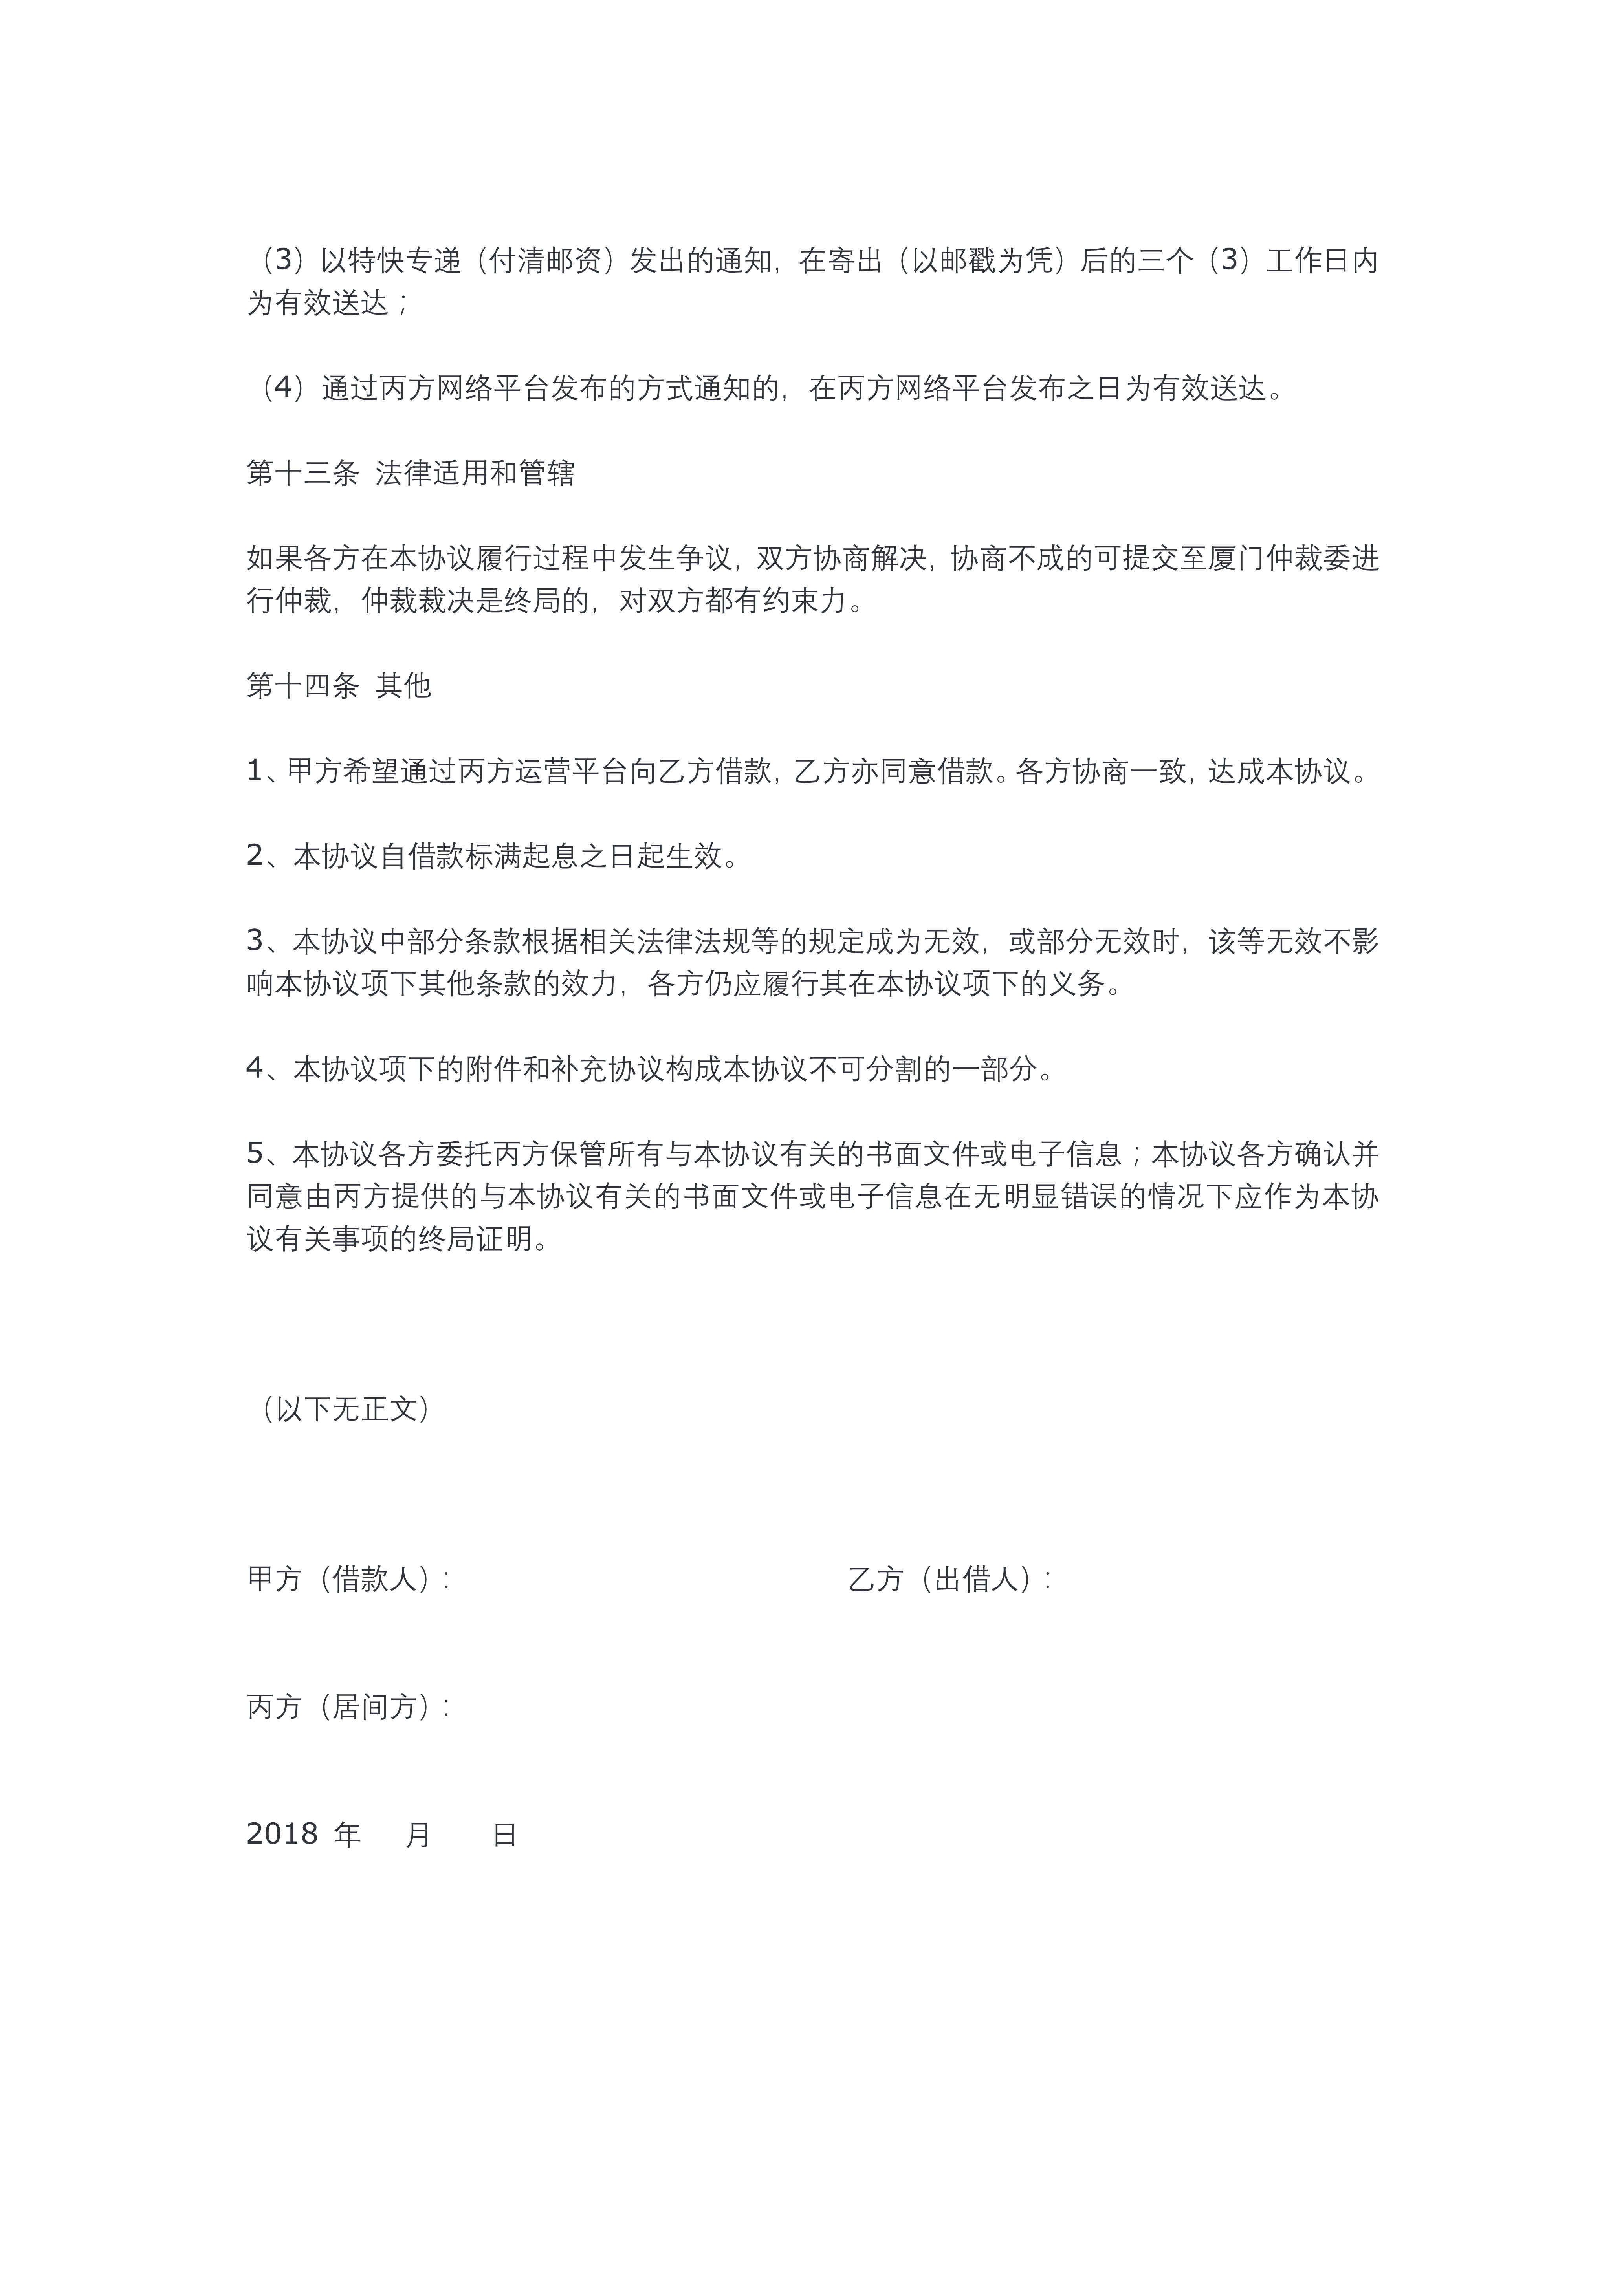 （3）以特快专递（付清邮资）发出的通知，在寄出（以邮戳为凭）后的三个（3）工作日内
为有效送达；
（4）通过丙方网络平台发布的方式通知的，在丙方网络平台发布之日为有效送达。
第十三条 法律适用和管辖
如果各方在本协议履行过程中发生争议，双方协商解决，协商不成的可提交至厦门仲裁委进
行仲裁，仲裁裁决是终局的，对双方都有约束力。
第十四条 其他
1、甲方希望通过丙方运营平台向乙方借款，乙方亦同意借款。各方协商一致，达成本协议。
2、本协议自借款标满起息之日起生效。
3、本协议中部分条款根据相关法律法规等的规定成为无效，或部分无效时，该等无效不影
响本协议项下其他条款的效力，各方仍应履行其在本协议项下的义务。
4、本协议项下的附件和补充协议构成本协议不可分割的一部分。
5、本协议各方委托丙方保管所有与本协议有关的书面文件或电子信息；本协议各方确认并
同意由丙方提供的与本协议有关的书面文件或电子信息在无明显错误的情况下应作为本协
议有关事项的终局证明。
（以下无正文）
甲方（借款人）： 乙方（出借人）：
丙方（居间方）：
2018 年 月 日